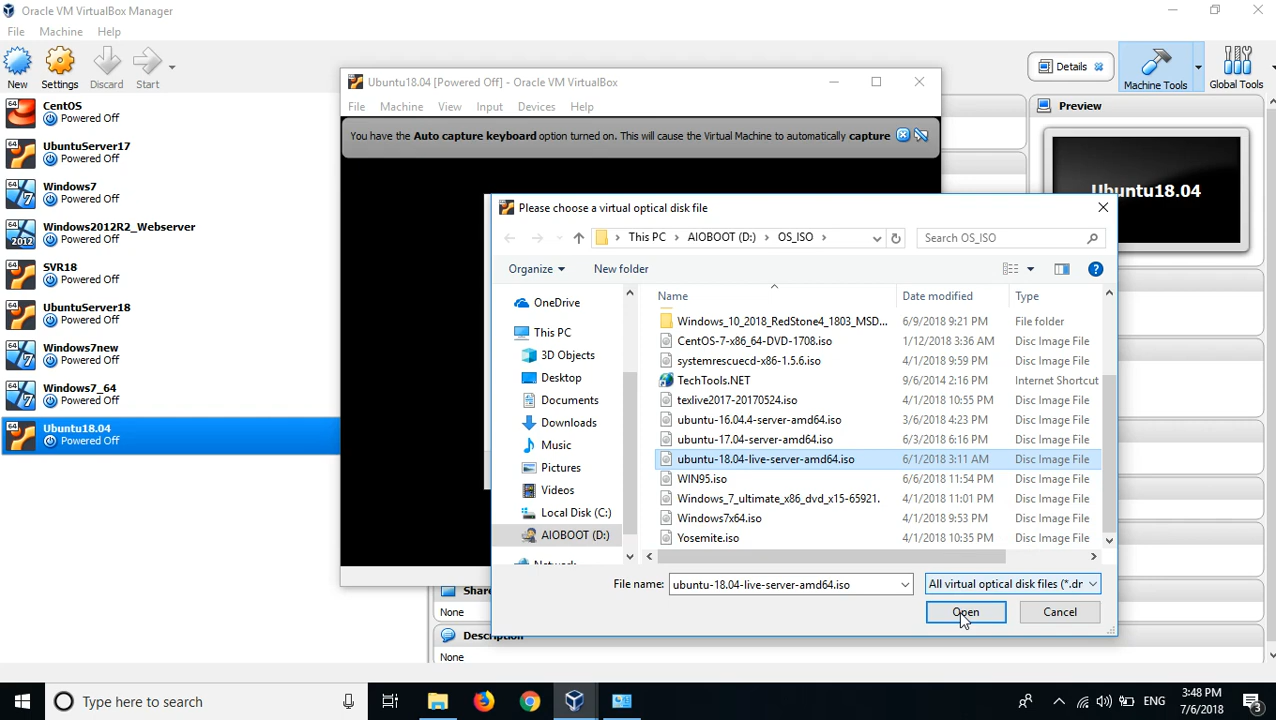 Oracle VM VirtualBox Manager
File Machine Help
New Settings Discard Start
Details
Machine Tools
Global Tools
64 CentOS
Powered Off
64 UbuntuServer17
Powered Off
64 Windows7
Powered Off
64 Windows2012R2_Webserver
2012 Powered Off
64 SVR18
Powered Off
64 UbuntuServer18
Powered Off
64 Windows7new
Powered Off
64 Windows7_64
Powered Off
64 Ubuntu18.04
Powered Off
Preview
Ubuntu18.04
Ubuntu18.04 [Powered Off] - Oracle VM VirtualBox
File Machine View Input Devices Help
You have the Auto capture keyboard option turned on. This will cause the Virtual Machine to automatically capture
Please choose a virtual optical disk file
This PC > AIOBOOT (D:) > OS_ISO >
Search OS_ISO
Organize New folder
OneDrive
This PC
3D Objects
Desktop
Documents
Downloads
Music
Pictures
Videos
Local Disk (C:)
AIOBOOT (D:)
Name Date modified Type
Windows_10_2018_RedStone4_1803_MSD... 6/9/2018 9:21 PM File folder
CentOS-7-x86_64-DVD-1708.iso 1/12/2018 3:36 AM Disc Image File
systemrescuecd-x86-1.5.6.iso 4/1/2018 9:59 PM Disc Image File
TechTools.NET 9/6/2014 2:16 PM Internet Shortcut
texlive2017-20170524.iso 4/1/2018 10:55 PM Disc Image File
ubuntu-16.04.4-server-amd64.iso 3/6/2018 4:23 PM Disc Image File
ubuntu-17.04-server-amd64.iso 6/3/2018 6:16 PM Disc Image File
ubuntu-18.04-live-server-amd64.iso 6/1/2018 3:11 AM Disc Image File
WIN95.iso 6/6/2018 11:54 PM Disc Image File
Windows_7_ultimate_x86_dvd_x15-65921. 4/1/2018 11:01 PM Disc Image File
Windows7x64.iso 4/1/2018 9:53 PM Disc Image File
Yosemite.iso 4/1/2018 10:35 PM Disc Image File
File name: ubuntu-18.04-live-server-amd64.iso All virtual optical disk files (*.dr
Open Cancel
None
Description
None
Type here to search
ENG
3:48 PM
7/6/2018
3